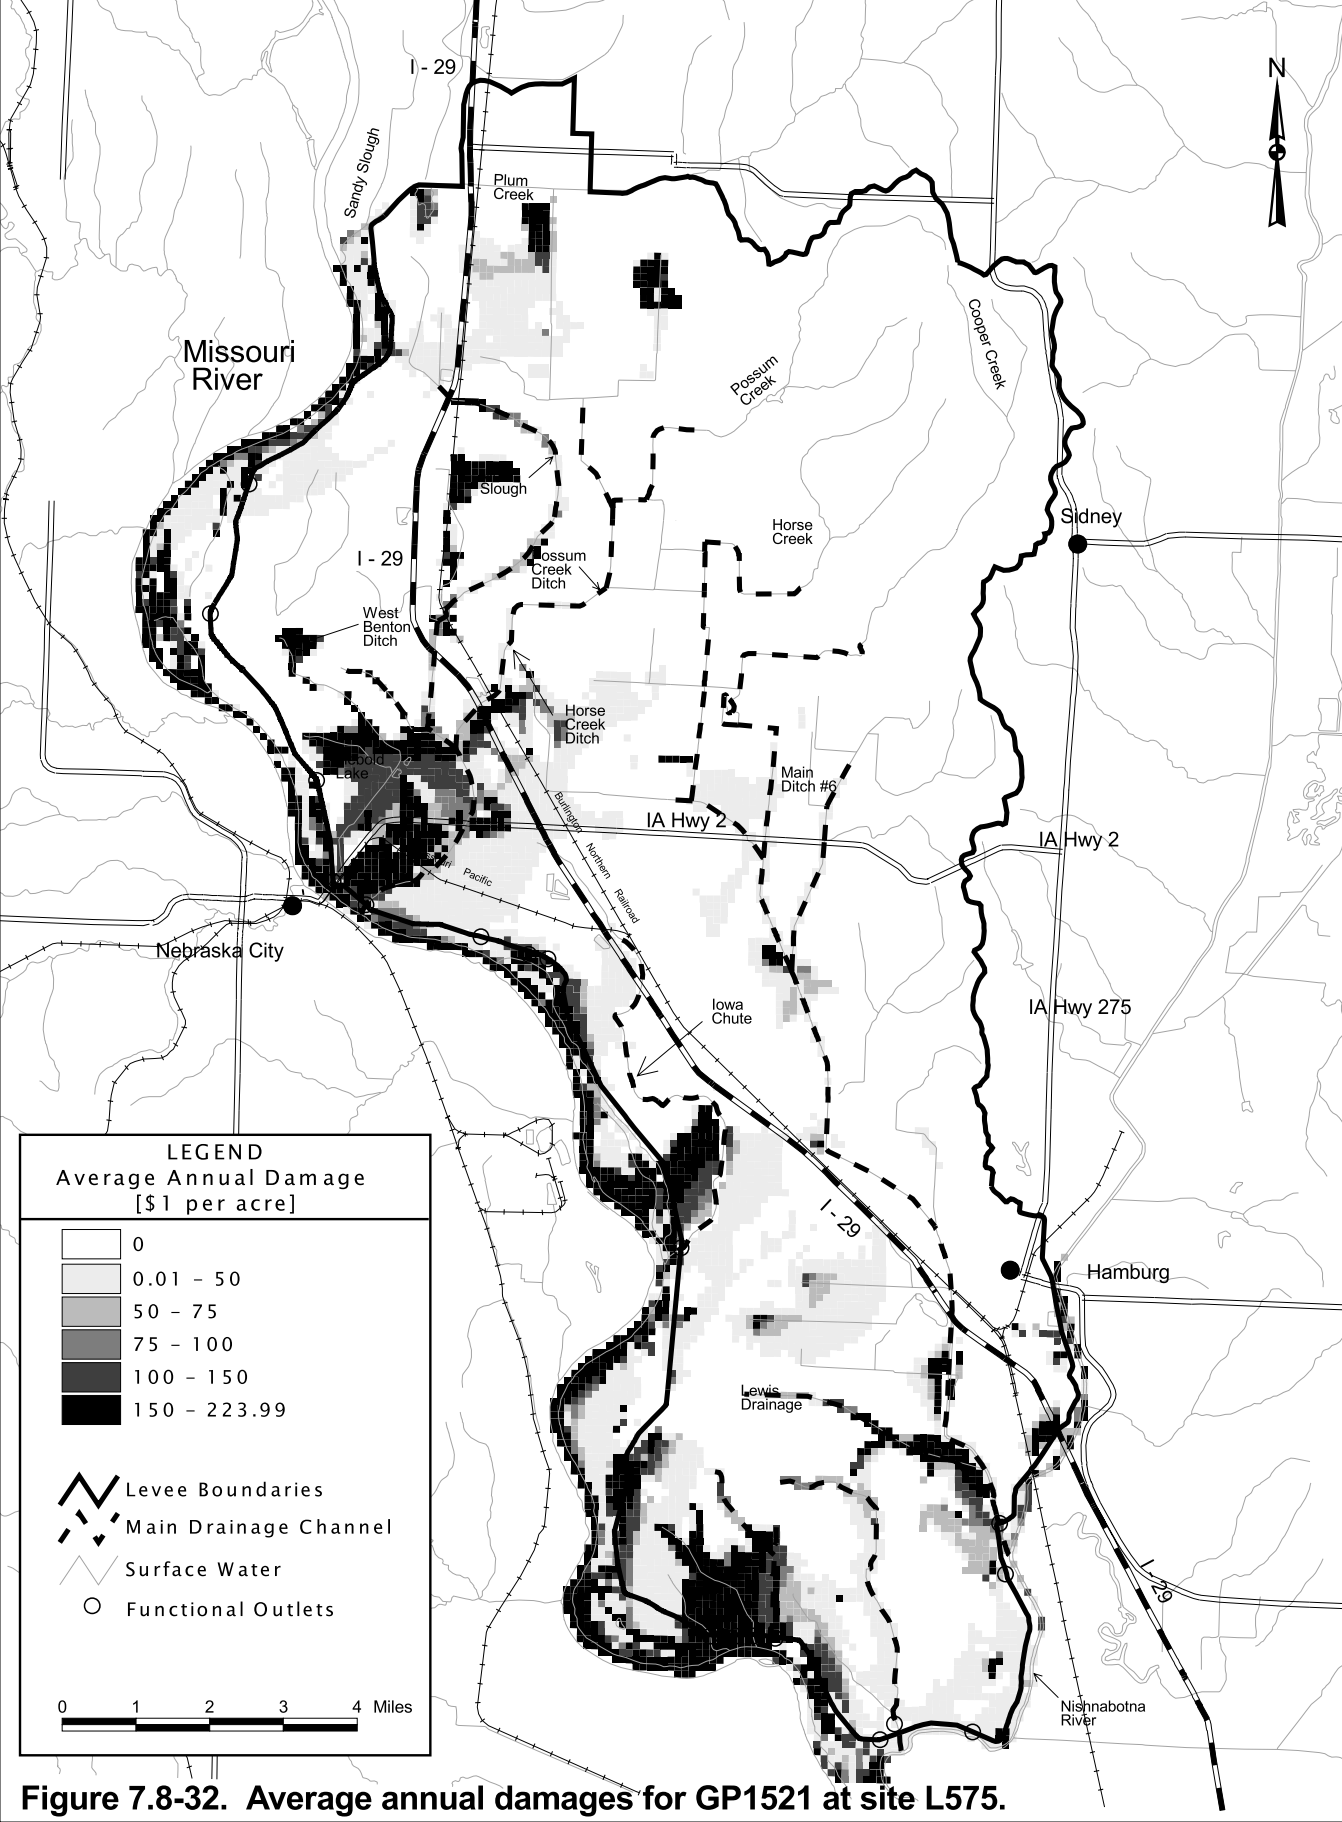 I - 29
N
Sandy Slough
Plum
Creek
Missouri
River
Cooper Creek
Possum
Creek
Slough
Sidney
Horse
Creek
I - 29
ossum
Creek
Ditch
West
Benton
Ditch
Horse
Creek
Ditch
Lake
Main
Ditch #6
IA Hwy 2
IA Hwy 2
Burlington
Northern
Railroad
Pacific
Nebraska City
Iowa
Chute
IA Hwy 275
I - 29
Hamburg
Lewis
Drainage
I - 29
Nishnabotna
River
LEGEND
Average Annual Damage
[$1 per acre]
0
0.01 – 50
50 – 75
75 – 100
100 – 150
150 – 223.99
Levee Boundaries
Main Drainage Channel
Surface Water
Functional Outlets
0 1 2 3 4 Miles
Figure 7.8-32. Average annual damages for GP1521 at site L575.